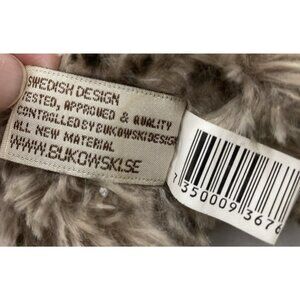 SWEDISH DESIGN
TESTED, APPROVED & QUALITY
CONTROLLED BY BUKOWSKI DESIGN
ALL NEW MATERIAL
WWW.BUKOWSKI.SE
7 350009 3676